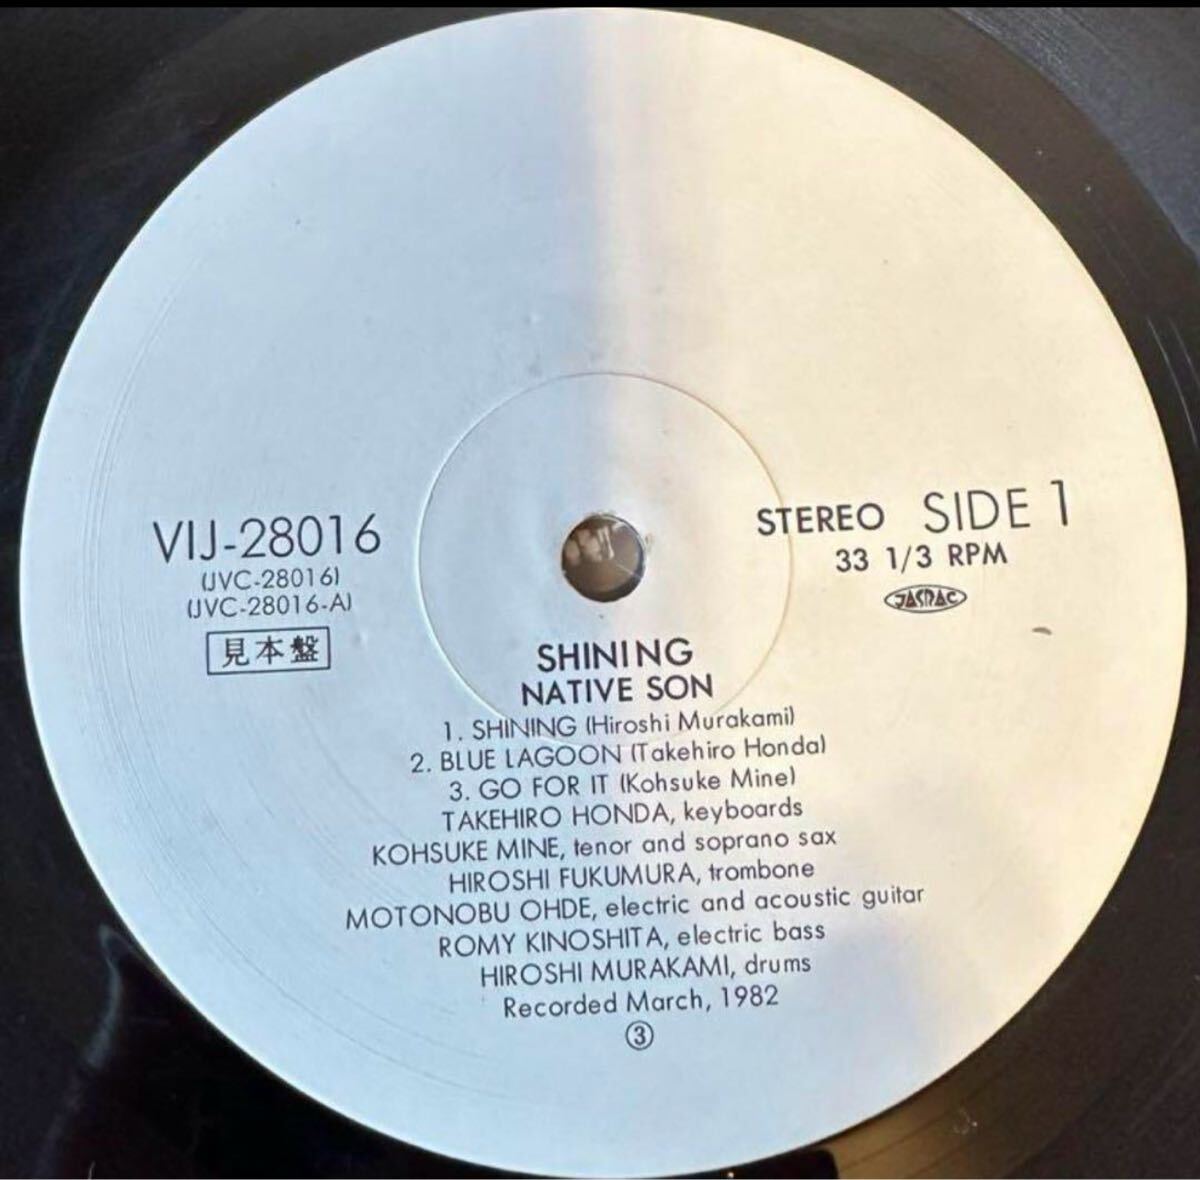 VIJ-28016
(JVC-28016)
(JVC-28016-A)
見本盤
STEREO SIDE 1
33 1/3 RPM
JASRAC
SHINING
NATIVE SON
1. SHINING (Hiroshi Murakami)
2. BLUE LAGOON (Takehiro Honda)
3. GO FOR IT (Kohsuke Mine)
TAKEHIRO HONDA, keyboards
KOHSUKE MINE, tenor and soprano sax
HIROSHI FUKUMURA, trombone
MOTONOBU OHDE, electric and acoustic guitar
ROMY KINOSHITA, electric bass
HIROSHI MURAKAMI, drums
Recorded March, 1982
③